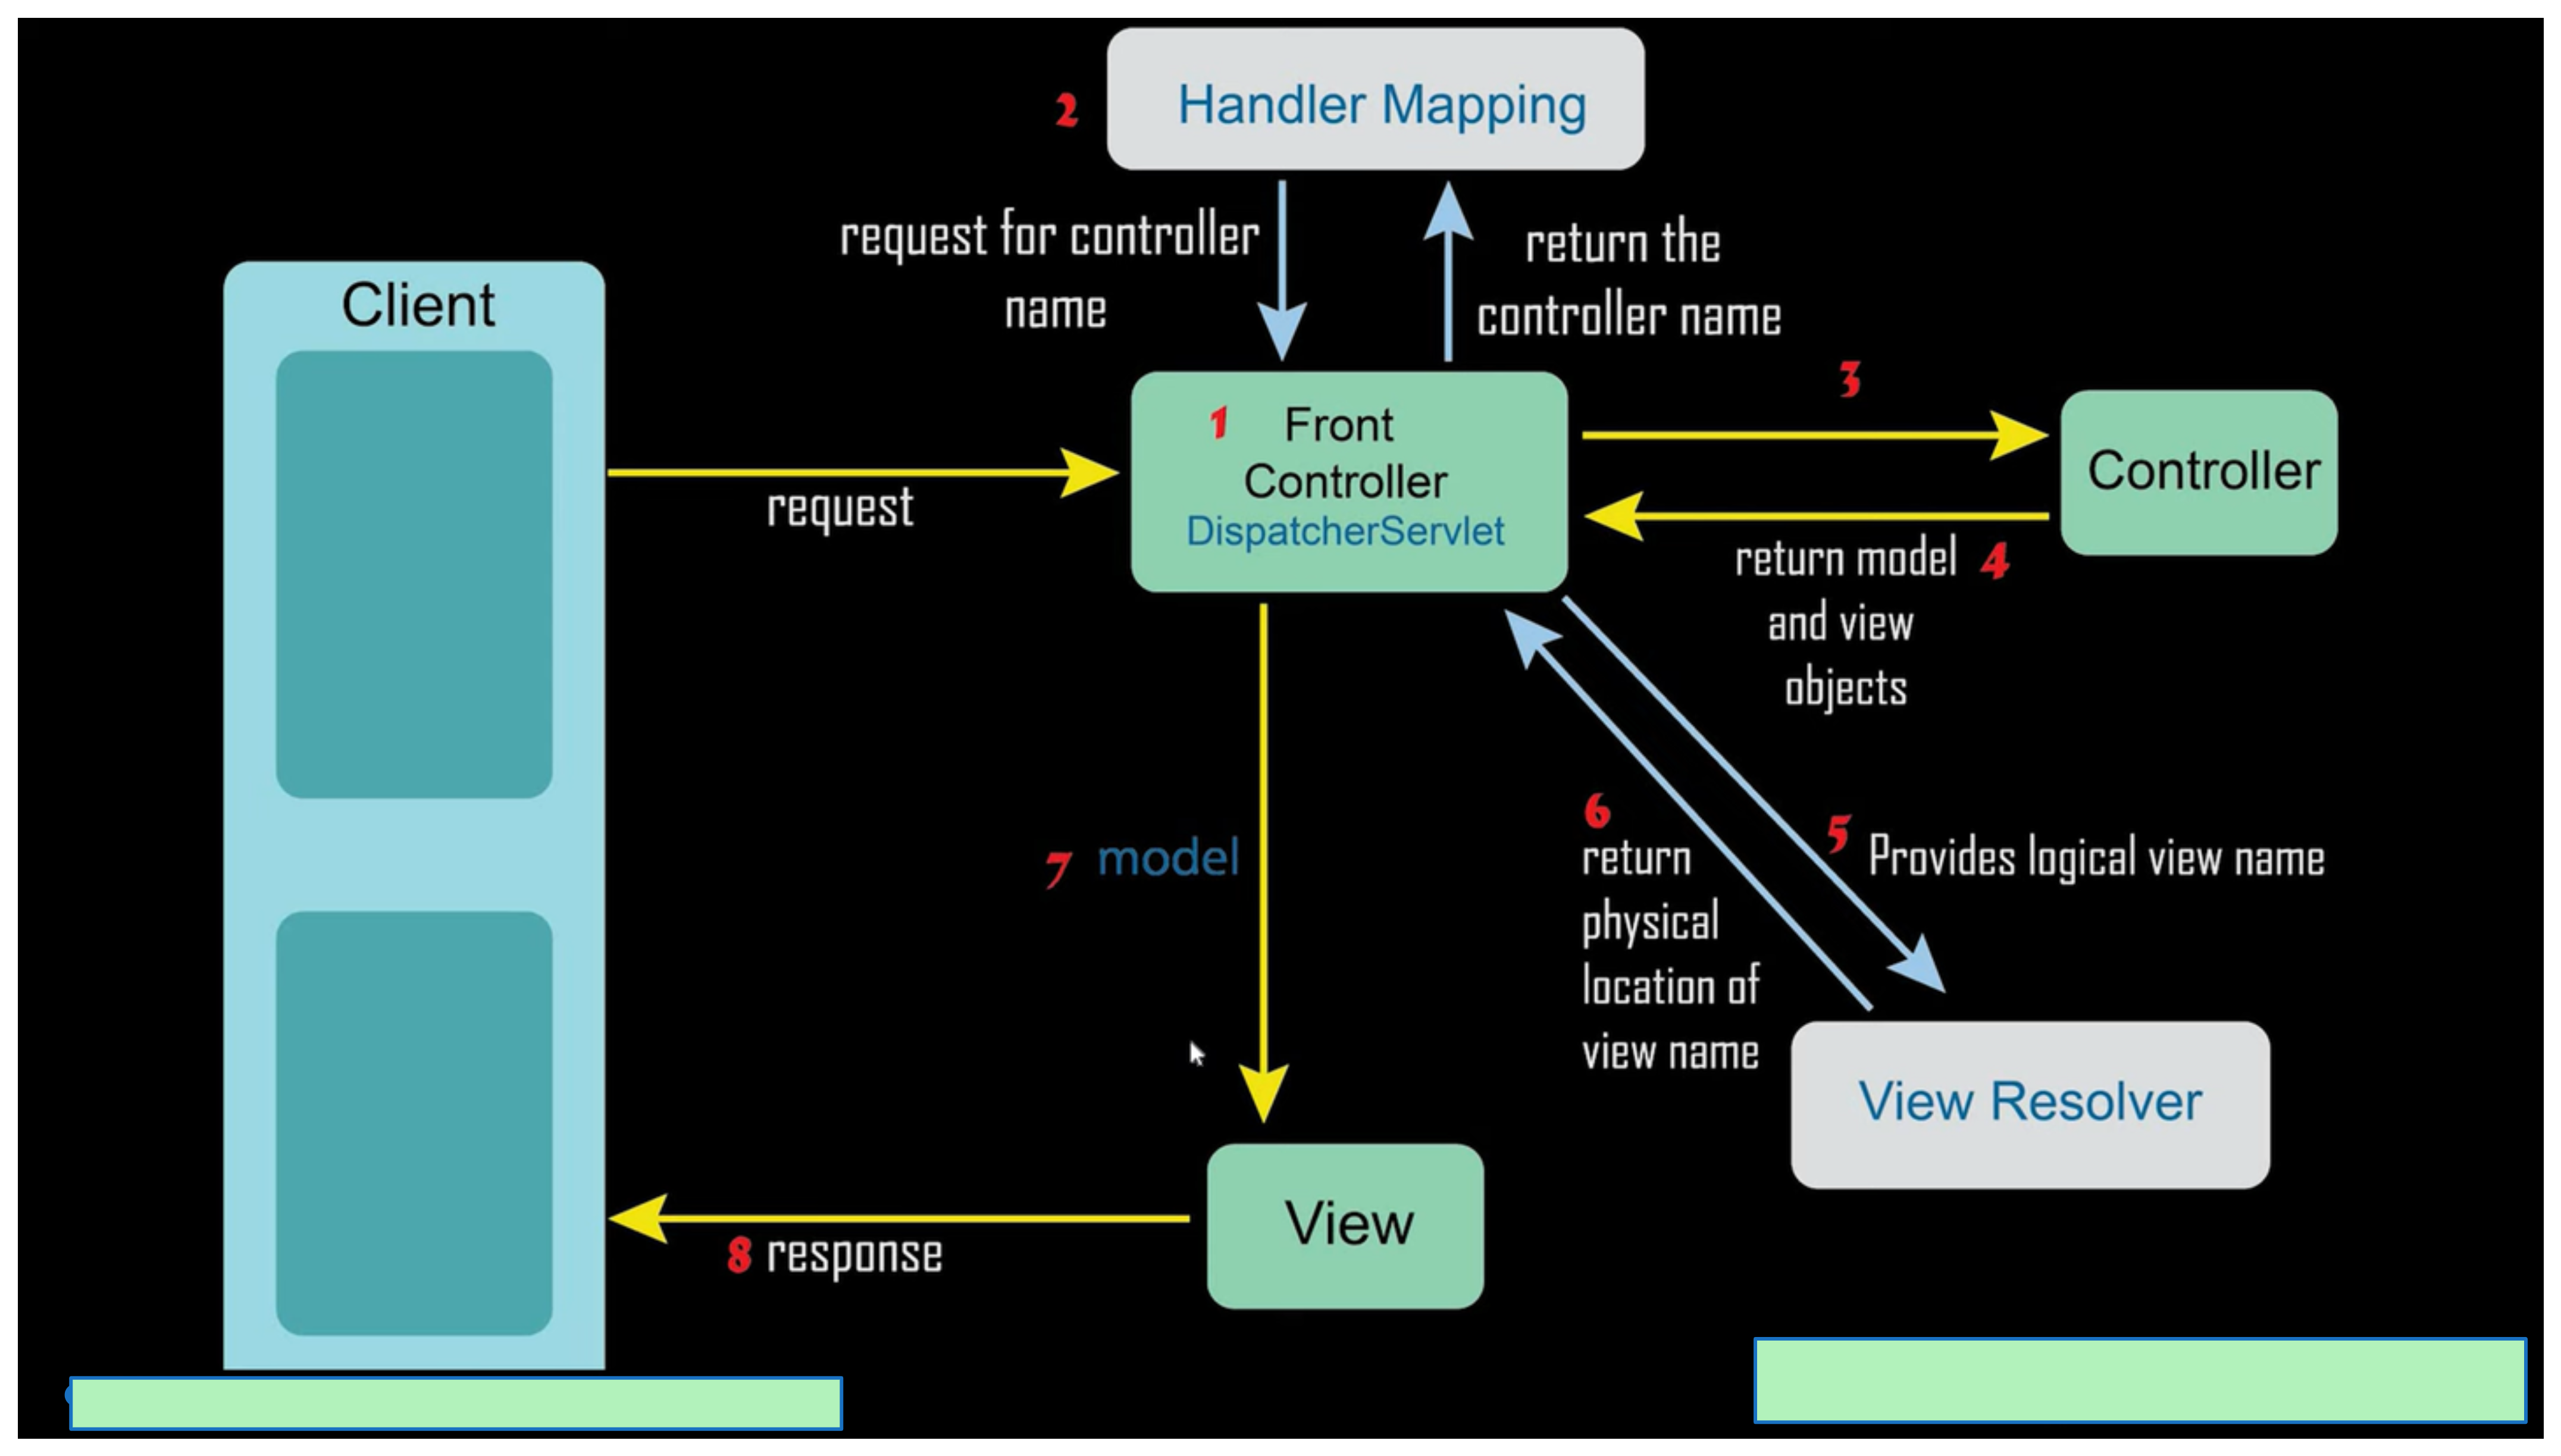 2
Handler Mapping
request for controller
name
return the
controller name
Client
3
1
Front
Controller
DispatcherServlet
Controller
request
return model 4
and view
objects
7 model
6
return
physical
location of
view name
5 Provides logical view name
View Resolver
View
8 response